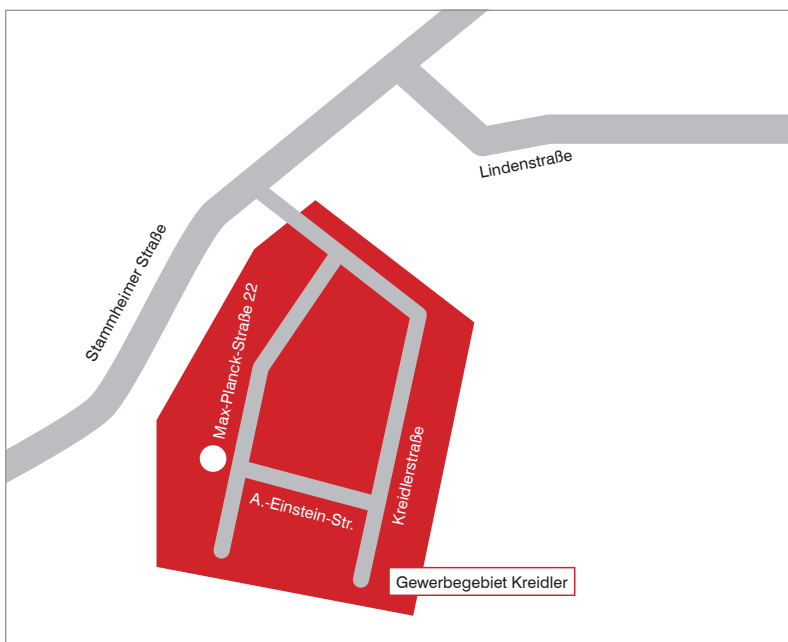 Lindenstraße
Stammheimer Straße
Max-Planck-Straße 22
Kreidlerstraße
A.-Einstein-Str.
Gewerbegebiet Kreidler